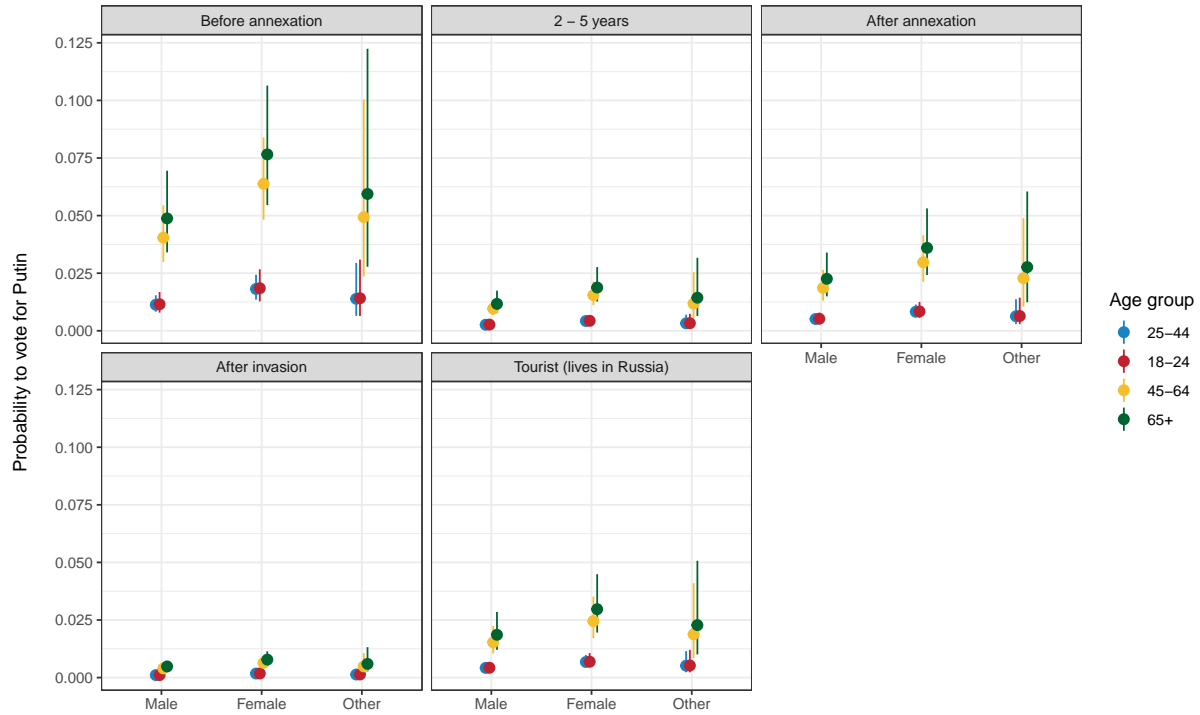 Before annexation
2 − 5 years
After annexation
Probability to vote for Putin
0.125
0.100
0.075
0.050
0.025
0.000
Male
Female
Other
After invasion
Tourist (lives in Russia)
0.125
0.100
0.075
0.050
0.025
0.000
Male
Female
Other
Male
Female
Other
Age group
25−44
18−24
45−64
65+